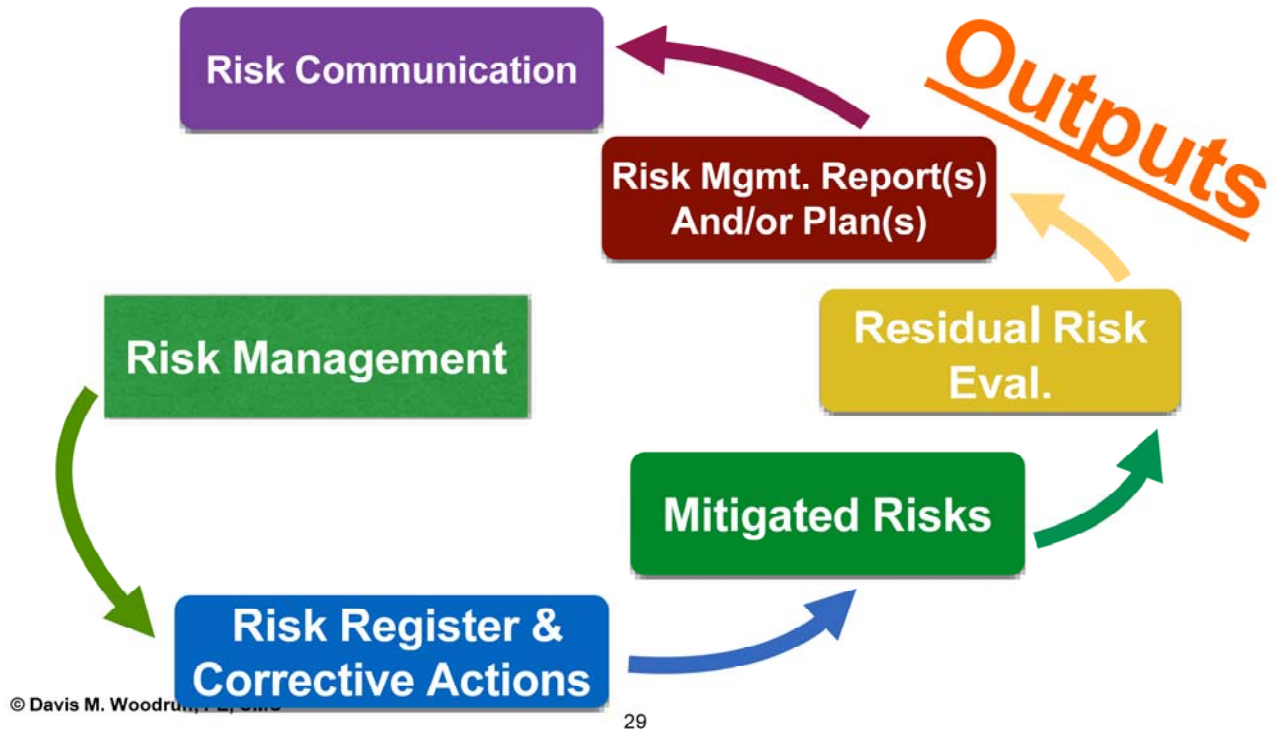 Risk Communication
Outputs
Risk Mgmt. Report(s)
And/or Plan(s)
Residual Risk
Eval.
Risk Management
Mitigated Risks
Risk Register &
Corrective Actions
© Davis M.
29